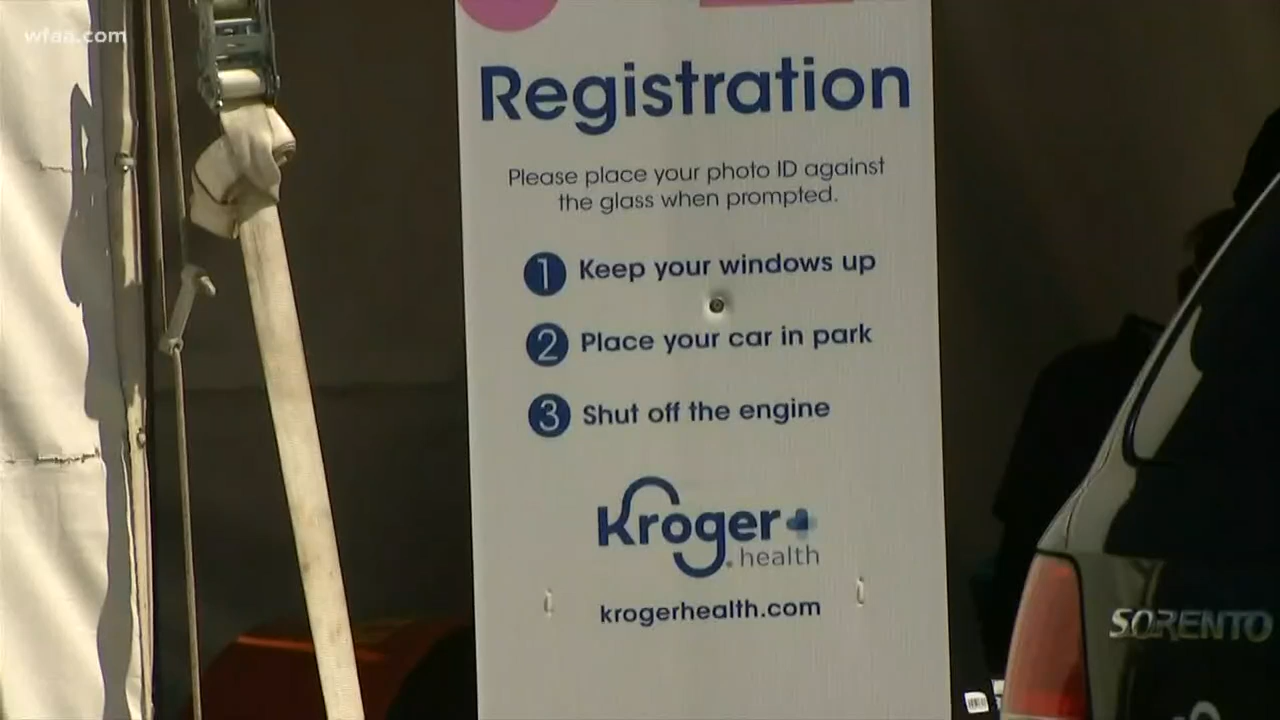 wfaa.com
Registration
Please place your photo ID against
the glass when prompted.
1 Keep your windows up
2 Place your car in park
3 Shut off the engine
Kroger
health
krogerhealth.com
SORENTO